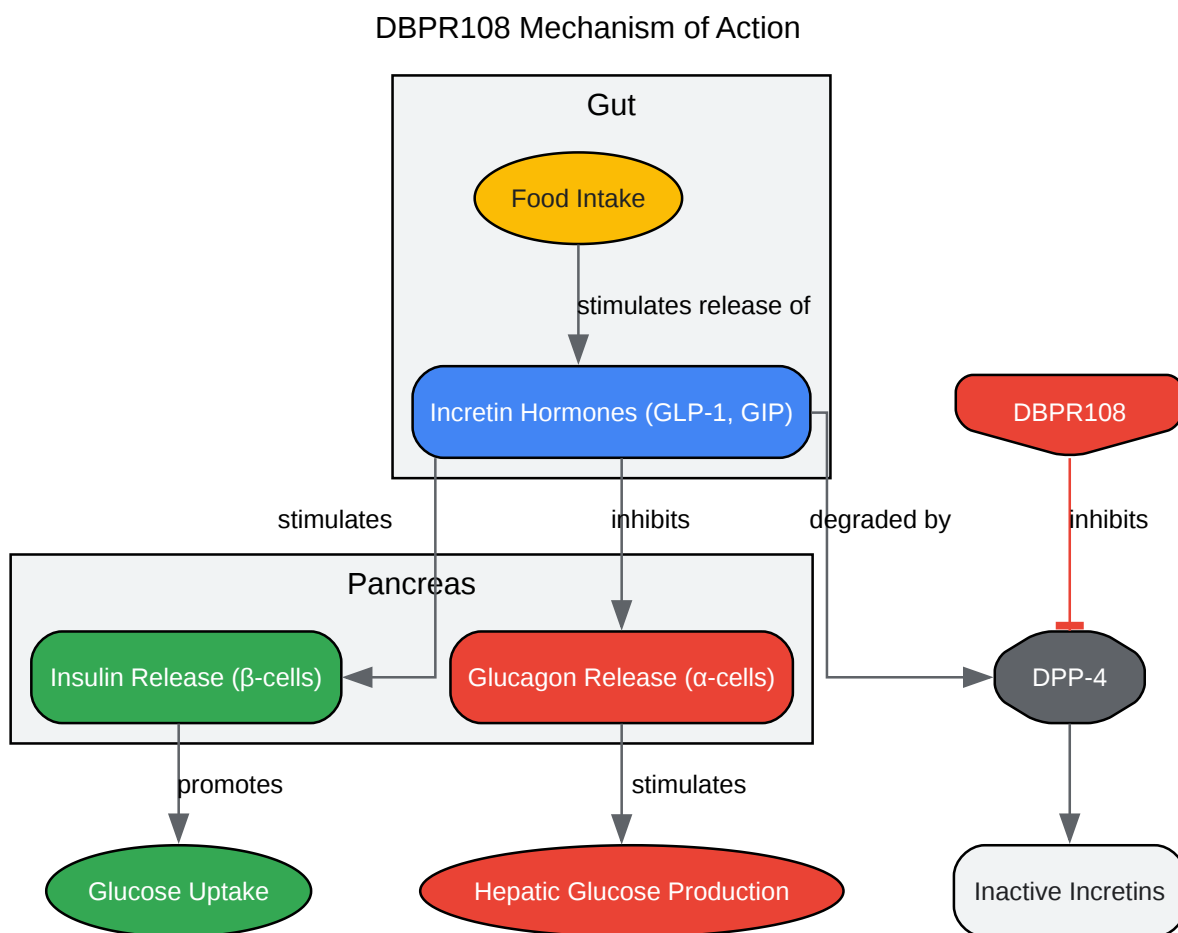 DBPR108 Mechanism of Action
Gut
Food Intake
stimulates release of
Incretin Hormones (GLP-1, GIP)
DBPR108
stimulates
inhibits
degraded by
inhibits
Pancreas
Insulin Release (β-cells)
Glucagon Release (α-cells)
DPP-4
promotes
stimulates
Glucose Uptake
Hepatic Glucose Production
Inactive Incretins